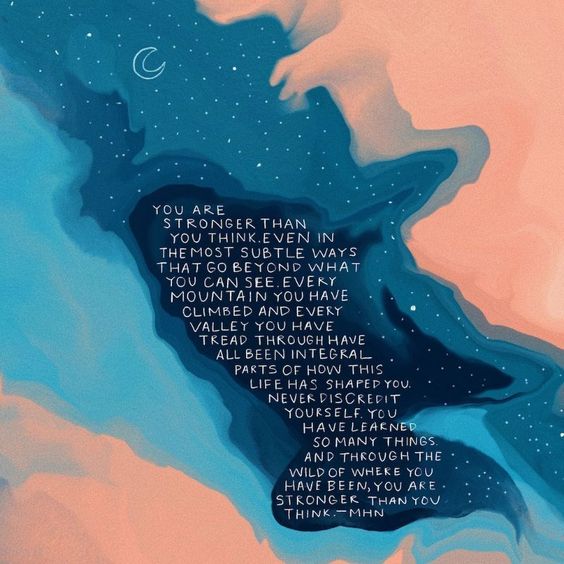 YOU ARE
STRONGER THAN
YOU THINK. EVEN IN
THE MOST SUBTLE WAYS
THAT GO BEYOND WHAT
YOU CAN SEE. EVERY
MOUNTAIN YOU HAVE
CLIMBED AND EVERY
VALLEY YOU HAVE
TREAD THROUGH HAVE
ALL BEEN INTEGRAL
PARTS OF HOW THIS
LIFE HAS SHAPED YOU.
NEVER DISCREDIT
YOURSELF. YOU
HAVE LEARNED
SO MANY THINGS.
AND THROUGH THE
WILD OF WHERE YOU
HAVE BEEN, YOU ARE
STRONGER THAN YOU
THINK.—MHN